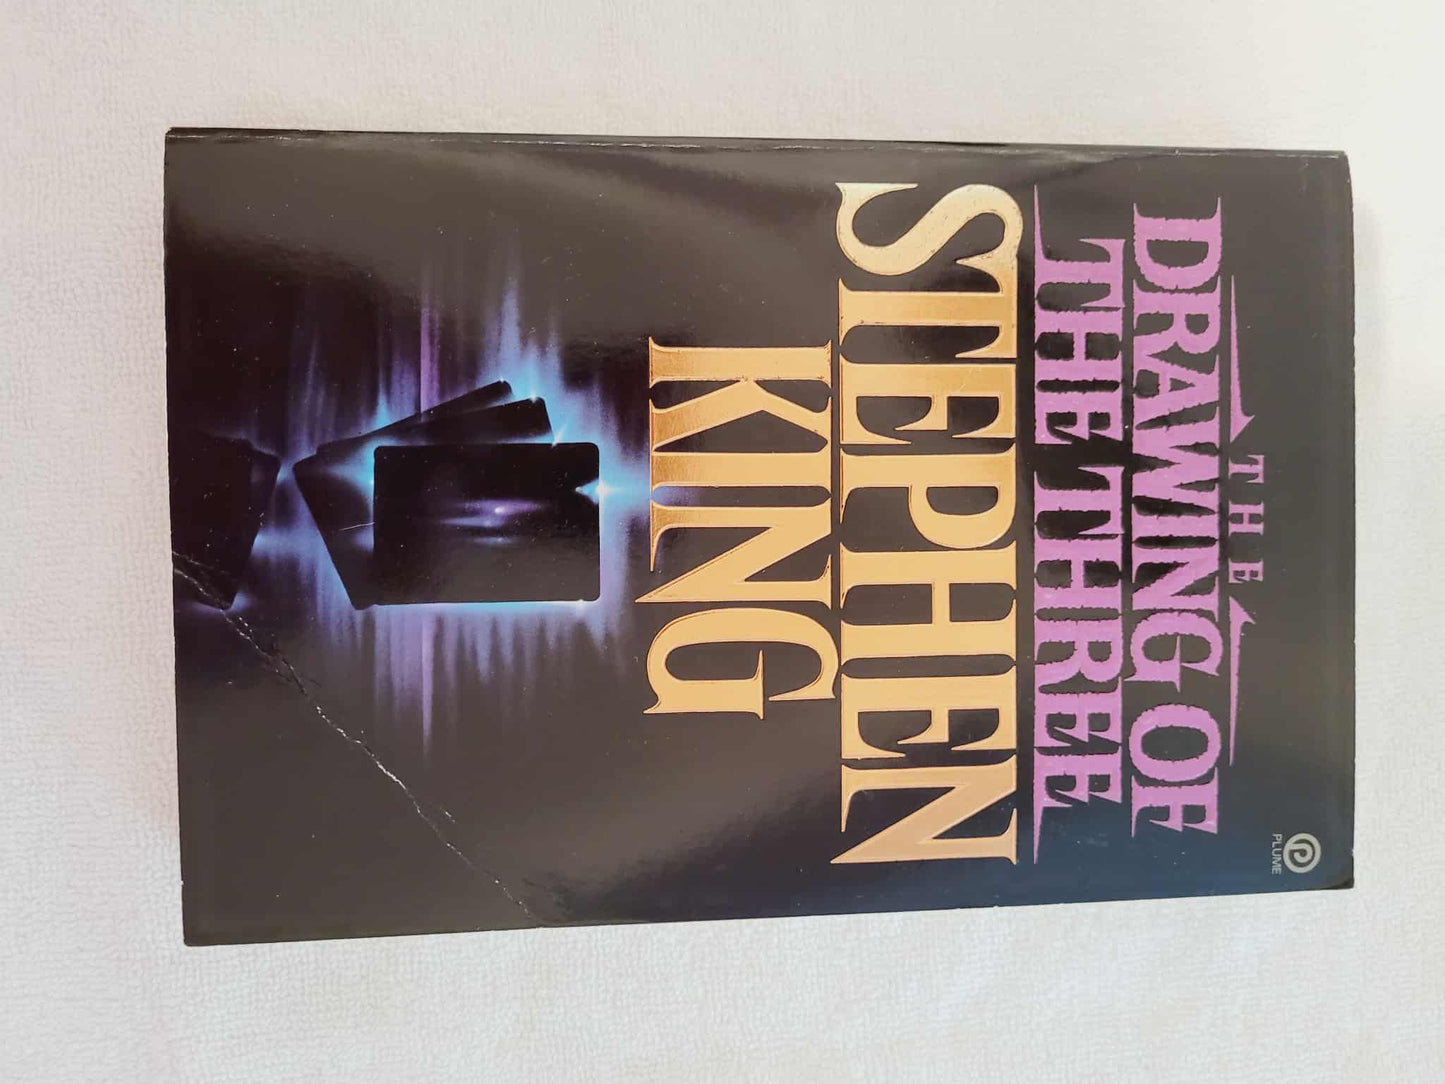 THE
DRAWING OF
THE THREE
STEPHEN
KING
PLUME